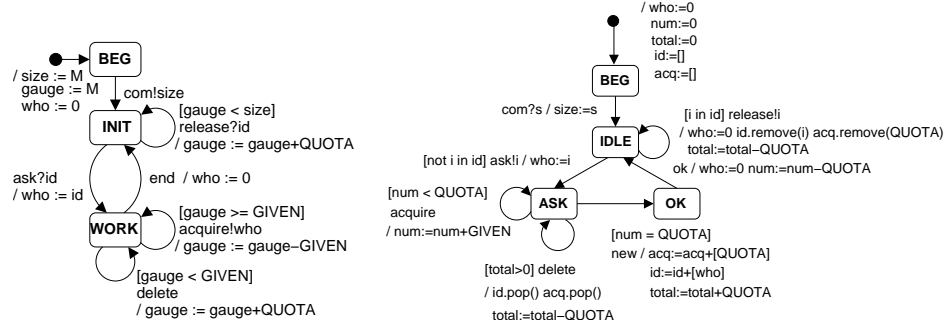 BEG
/ size := M
gauge := M
who := 0
com!size
[gauge < size]
release?id
/ gauge := gauge+QUOTA
INIT
ask?id
/ who := id
end / who := 0
WORK
[gauge >= GIVEN]
acquire!who
/ gauge := gauge−GIVEN
[gauge < GIVEN]
delete
/ gauge := gauge+QUOTA
/ who:=0
num:=0
total:=0
id:=[]
acq:=[]
BEG
com?s / size:=s
[i in id] release!i
/ who:=0 id.remove(i) acq.remove(QUOTA)
total:=total−QUOTA
IDLE
[not i in id] ask!i / who:=i
ok / who:=0 num:=num−QUOTA
[num < QUOTA]
acquire
/ num:=num+GIVEN
ASK
OK
[num = QUOTA]
new / acq:=acq+[QUOTA]
id:=id+[who]
total:=total+QUOTA
[total>0] delete
/ id.pop() acq.pop()
total:=total−QUOTA